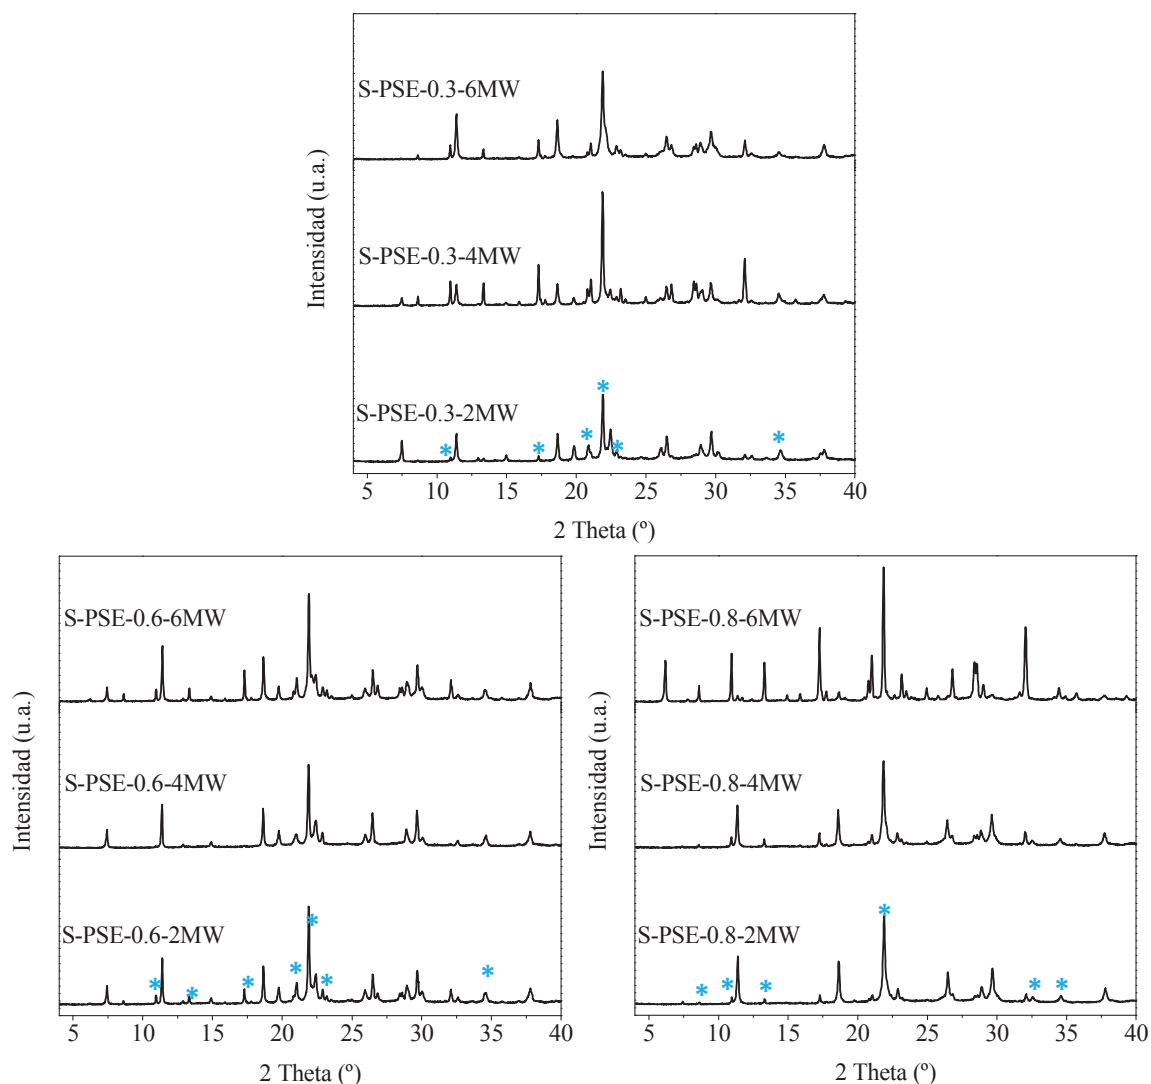 S-PSE-0.3-6MW
S-PSE-0.3-4MW
S-PSE-0.3-2MW
Intensidad (u.a.)
5 10 15 20 25 30 35 40
2 Theta (º)
S-PSE-0.6-6MW
S-PSE-0.6-4MW
S-PSE-0.6-2MW
Intensidad (u.a.)
5 10 15 20 25 30 35 40
2 Theta (º)
S-PSE-0.8-6MW
S-PSE-0.8-4MW
S-PSE-0.8-2MW
Intensidad (u.a.)
5 10 15 20 25 30 35 40
2 Theta (º)